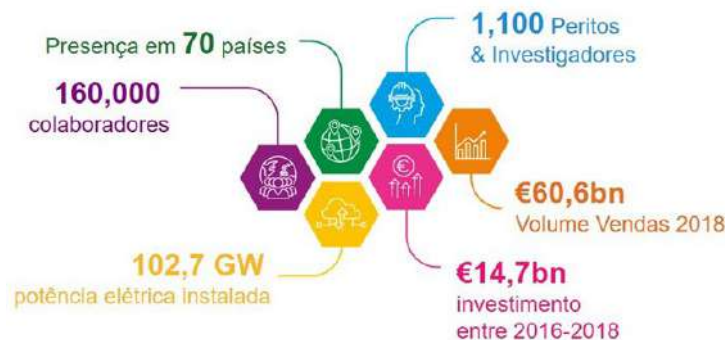 Presença em 70 países
160,000
colaboradores
1,100 Peritos
& Investigadores
€60,6bn
Volume Vendas 2018
102,7 GW
potência elétrica instalada
€14,7bn
investimento
entre 2016-2018